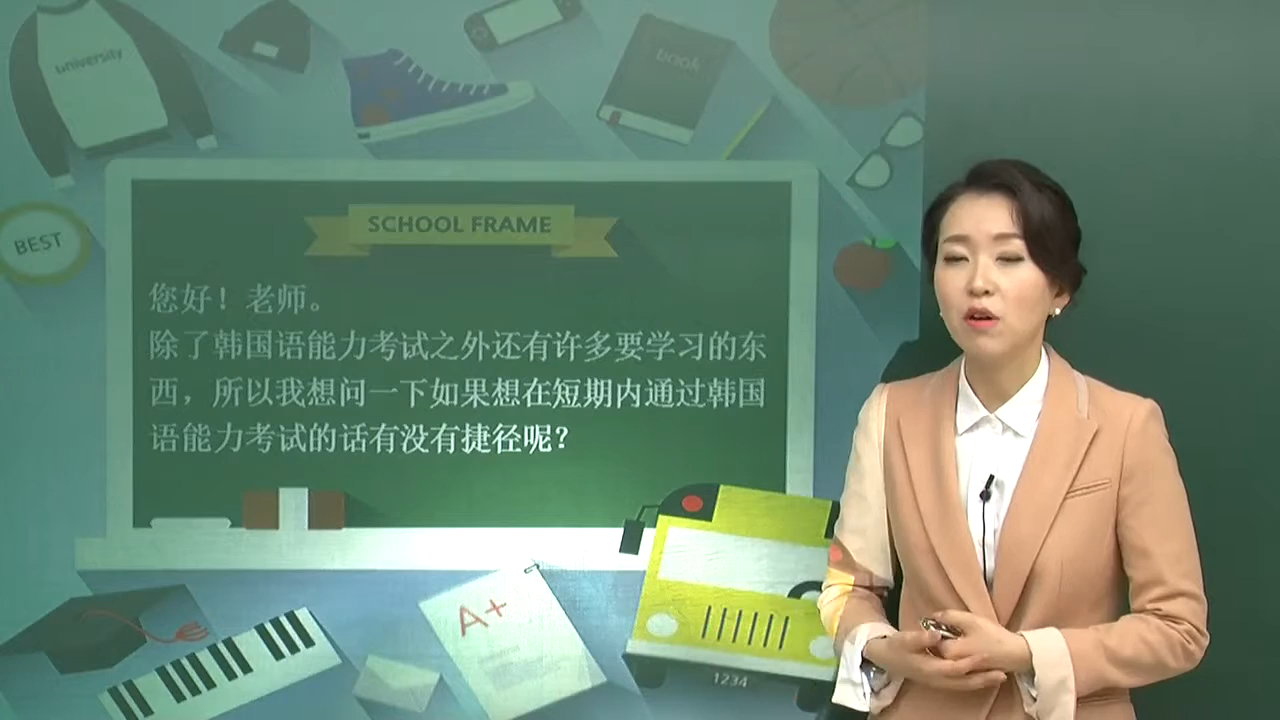 university
book
BEST
SCHOOL FRAME
您好！老师。
除了韩国语能力考试之外还有许多要学习的东
西，所以我想问一下如果想在短期内通过韩国
语能力考试的话有没有捷径呢？
A+
1234